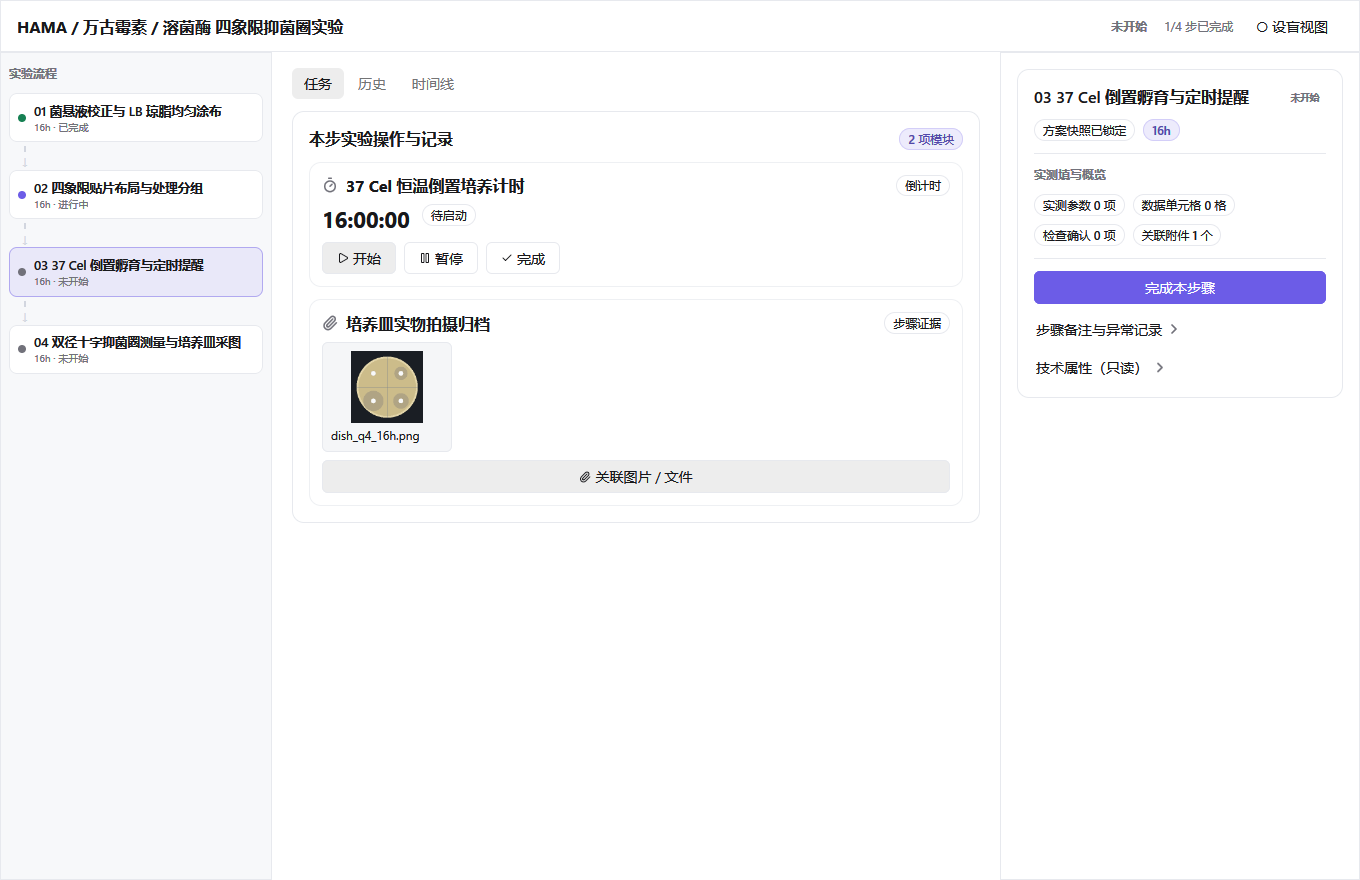 HAMA / 万古霉素 / 溶菌酶 四象限抑菌圈实验
未开始
1/4 步已完成
设盲视图
实验流程
01 菌悬液校正与 LB 琼脂均匀涂布
16h · 已完成
02 四象限贴片布局与处理分组
16h · 进行中
03 37 Cel 倒置孵育与定时提醒
16h · 未开始
04 双径十字抑菌圈测量与培养皿采图
16h · 未开始
任务
历史
时间线
本步实验操作与记录
2 项模块
37 Cel 恒温倒置培养计时
倒计时
16:00:00
待启动
开始
暂停
完成
培养皿实物拍摄归档
步骤证据
dish_q4_16h.png
关联图片 / 文件
03 37 Cel 倒置孵育与定时提醒
未开始
方案快照已锁定
16h
实测填写概览
实测参数 0 项
数据单元格 0 格
检查确认 0 项
关联附件 1 个
完成本步骤
步骤备注与异常记录
技术属性（只读）